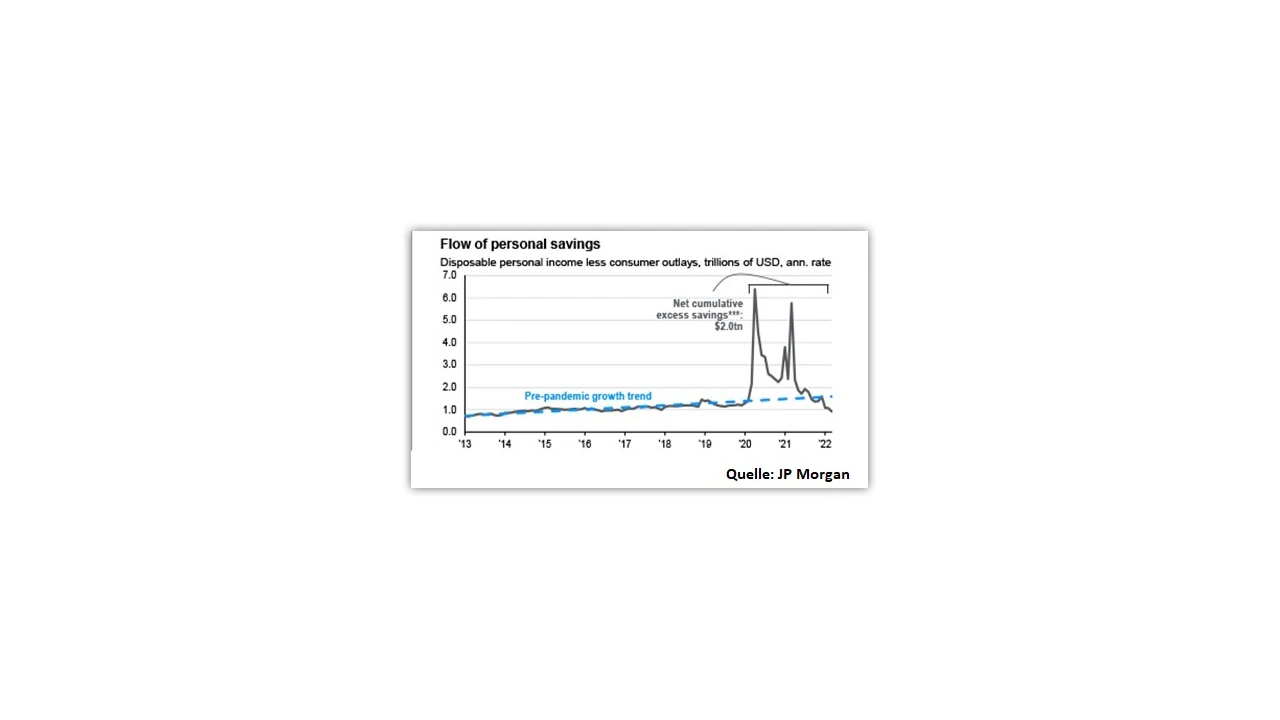 Flow of personal savings
Disposable personal income less consumer outlays, trillions of USD, ann. rate
7.0
6.0
5.0
4.0
3.0
2.0
1.0
0.0
Net cumulative
excess savings***:
$2.0tn
Pre-pandemic growth trend
'13 '14 '15 '16 '17 '18 '19 '20 '21 '22
Quelle: JP Morgan